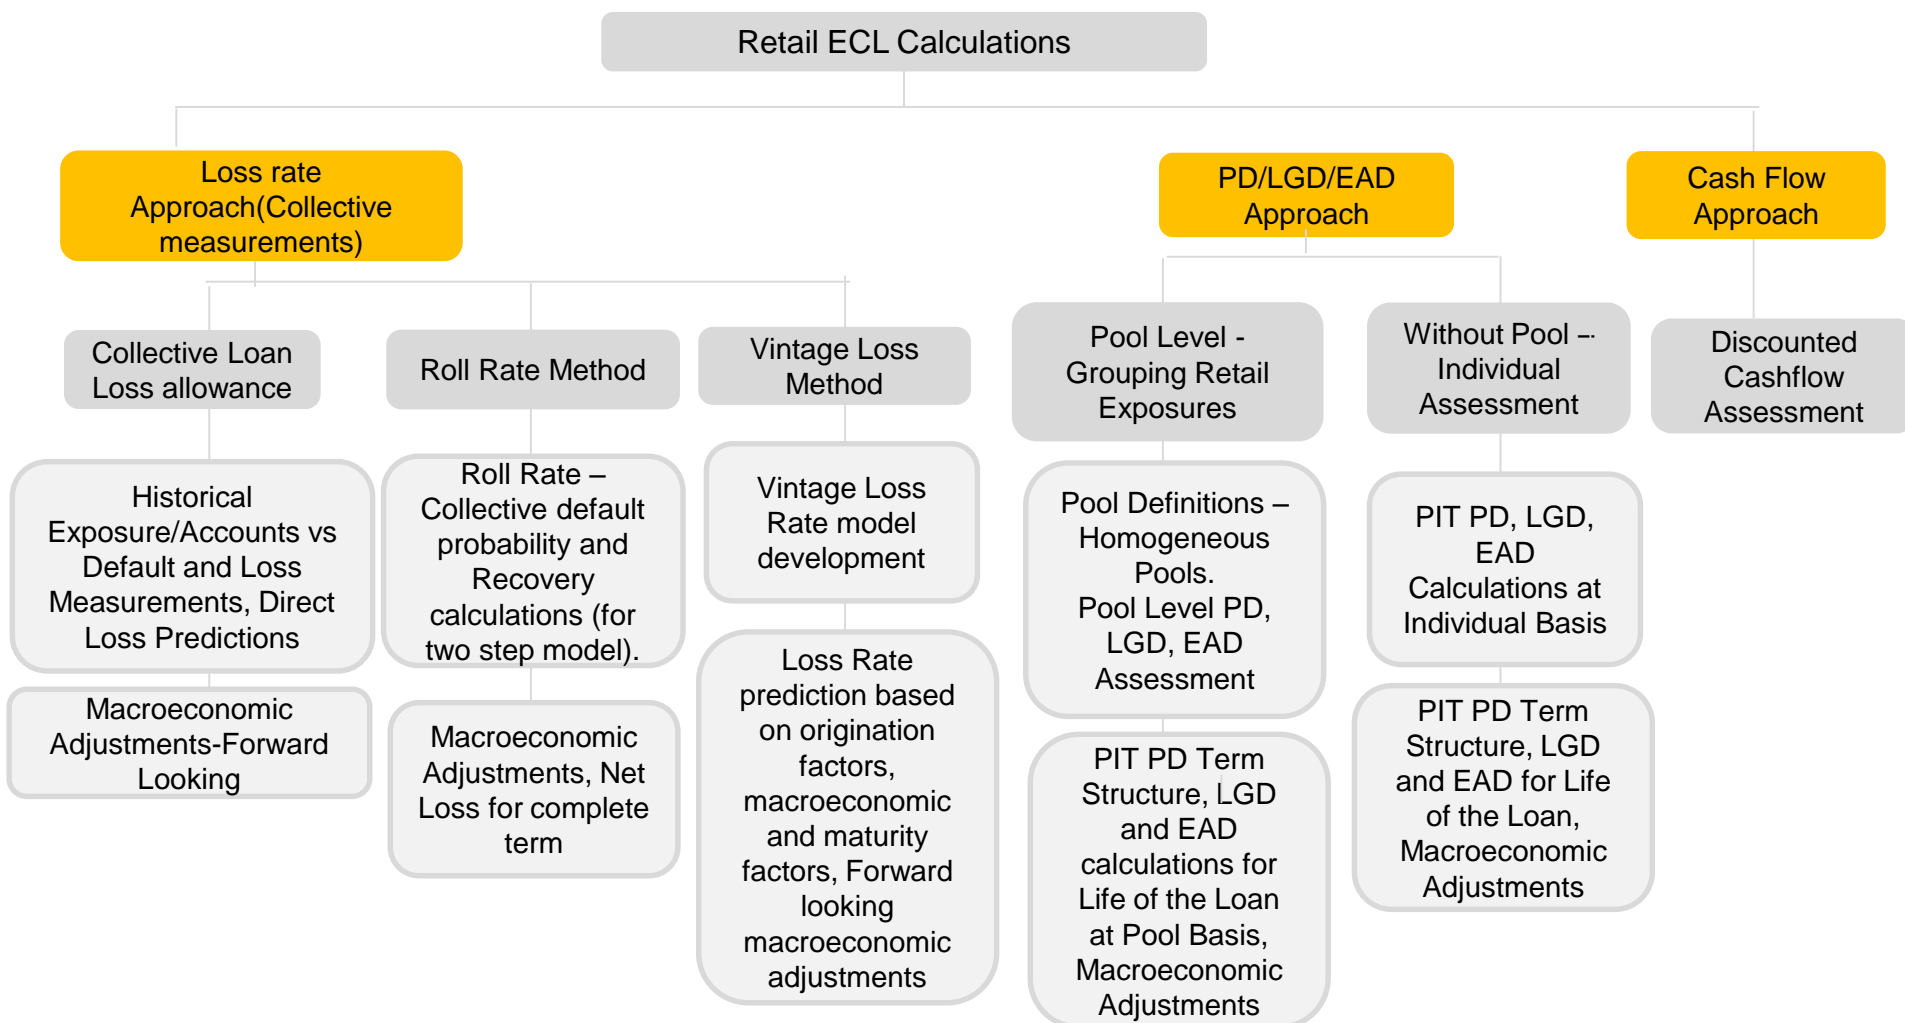 Retail ECL Calculations
Loss rate
Approach(Collective
measurements)
PD/LGD/EAD
Approach
Cash Flow
Approach
Collective Loan
Loss allowance
Roll Rate Method
Vintage Loss
Method
Pool Level -
Grouping Retail
Exposures
Without Pool –
Individual
Assessment
Discounted
Cashflow
Assessment
Historical
Exposure/Accounts vs
Default and Loss
Measurements, Direct
Loss Predictions
Roll Rate –
Collective default
probability and
Recovery
calculations (for
two step model).
Vintage Loss
Rate model
development
Pool Definitions –
Homogeneous
Pools.
Pool Level PD,
LGD, EAD
Assessment
PIT PD, LGD,
EAD
Calculations at
Individual Basis
Macroeconomic
Adjustments-Forward
Looking
Macroeconomic
Adjustments, Net
Loss for complete
term
Loss Rate
prediction based
on origination
factors,
macroeconomic
and maturity
factors, Forward
looking
macroeconomic
adjustments
PIT PD Term
Structure, LGD
and EAD
calculations for
Life of the Loan
at Pool Basis,
Macroeconomic
Adjustments
PIT PD Term
Structure, LGD
and EAD for Life
of the Loan,
Macroeconomic
Adjustments